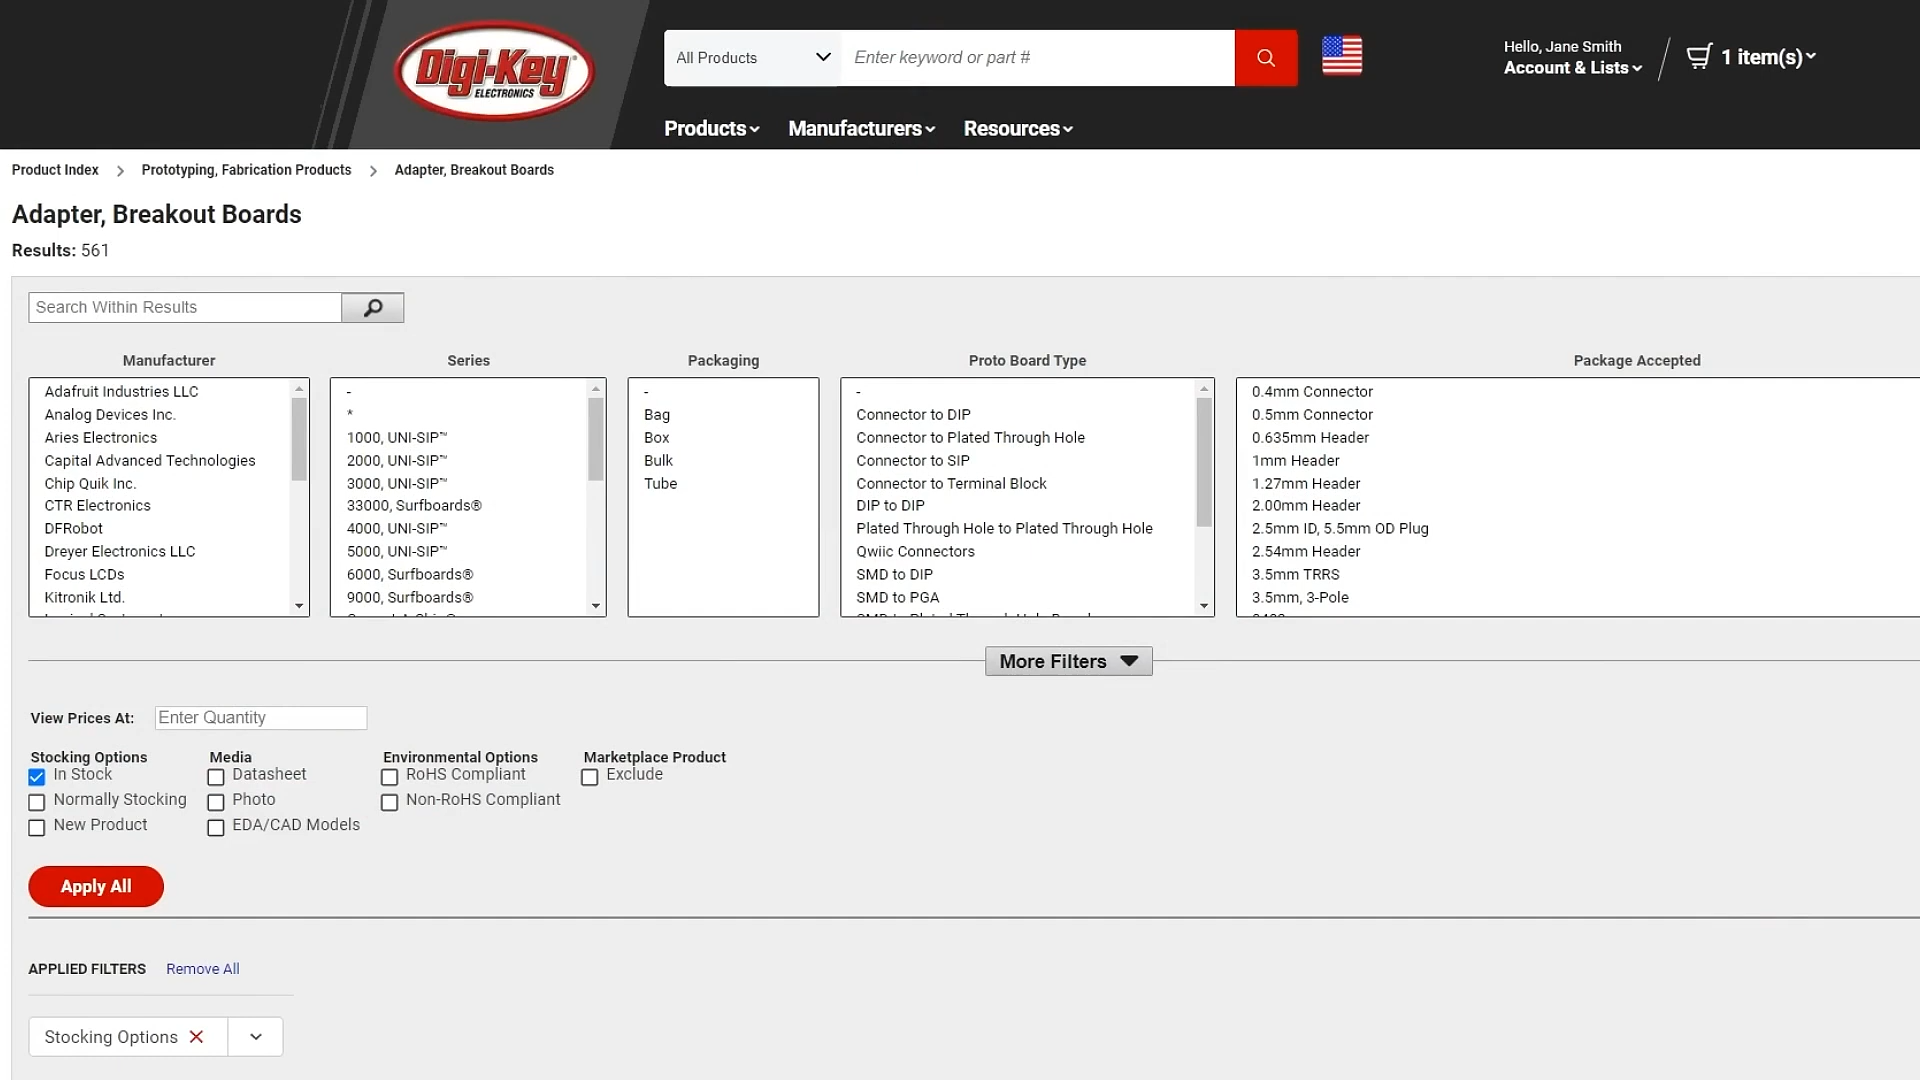 Digi-Key
ELECTRONICS
All Products
Enter keyword or part #
Hello, Jane Smith
Account & Lists
1 item(s)
Products
Manufacturers
Resources
Product Index
Prototyping, Fabrication Products
Adapter, Breakout Boards
Adapter, Breakout Boards
Results: 561
Search Within Results
Manufacturer
Adafruit Industries LLC
Analog Devices Inc.
Aries Electronics
Capital Advanced Technologies
Chip Quik Inc.
CTR Electronics
DFRobot
Dreyer Electronics LLC
Focus LCDs
Kitronik Ltd.
Series
-
*
1000, UNI-SIP™
2000, UNI-SIP™
3000, UNI-SIP™
33000, Surfboards®
4000, UNI-SIP™
5000, UNI-SIP™
6000, Surfboards®
9000, Surfboards®
Packaging
-
Bag
Box
Bulk
Tube
Proto Board Type
-
Connector to DIP
Connector to Plated Through Hole
Connector to SIP
Connector to Terminal Block
DIP to DIP
Plated Through Hole to Plated Through Hole
Qwiic Connectors
SMD to DIP
SMD to PGA
Package Accepted
0.4mm Connector
0.5mm Connector
0.635mm Header
1mm Header
1.27mm Header
2.00mm Header
2.5mm ID, 5.5mm OD Plug
2.54mm Header
3.5mm TRRS
3.5mm, 3-Pole
More Filters
View Prices At:
Enter Quantity
Stocking Options
In Stock
Normally Stocking
New Product
Media
Datasheet
Photo
EDA/CAD Models
Environmental Options
RoHS Compliant
Non-RoHS Compliant
Marketplace Product
Exclude
Apply All
APPLIED FILTERS
Remove All
Stocking Options